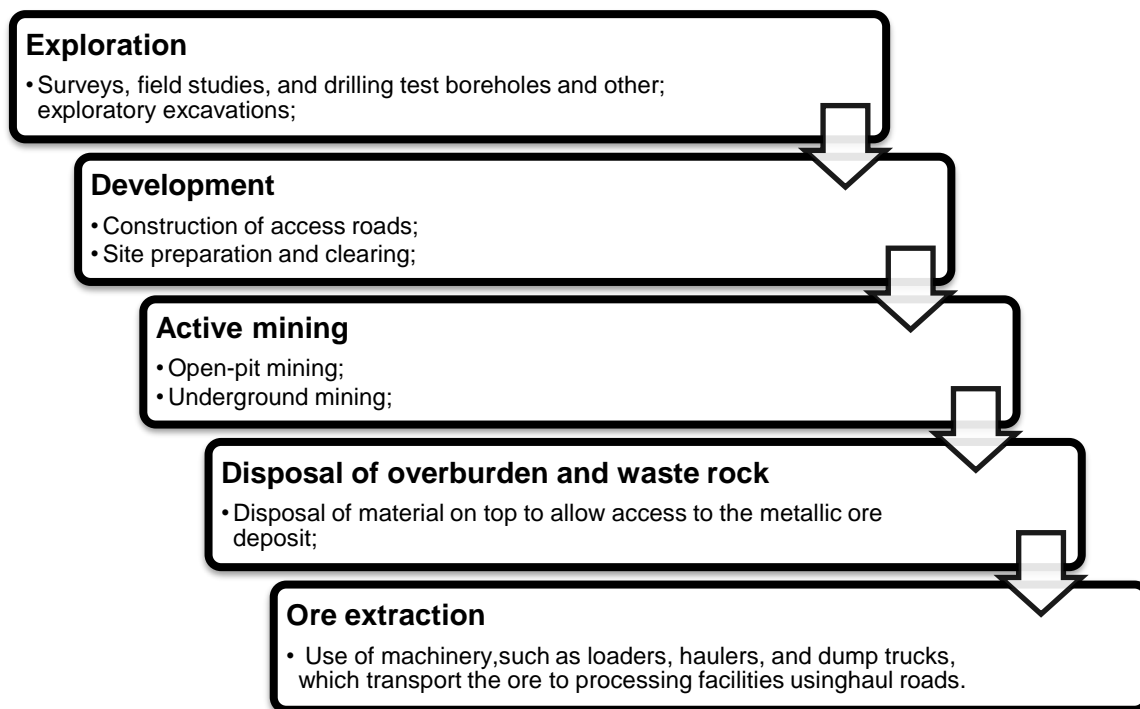 Exploration
• Surveys, field studies, and drilling test boreholes and other;
exploratory excavations;
Development
• Construction of access roads;
• Site preparation and clearing;
Active mining
• Open-pit mining;
• Underground mining;
Disposal of overburden and waste rock
• Disposal of material on top to allow access to the metallic ore
deposit;
Ore extraction
• Use of machinery,such as loaders, haulers, and dump trucks,
which transport the ore to processing facilities usinghaul roads.